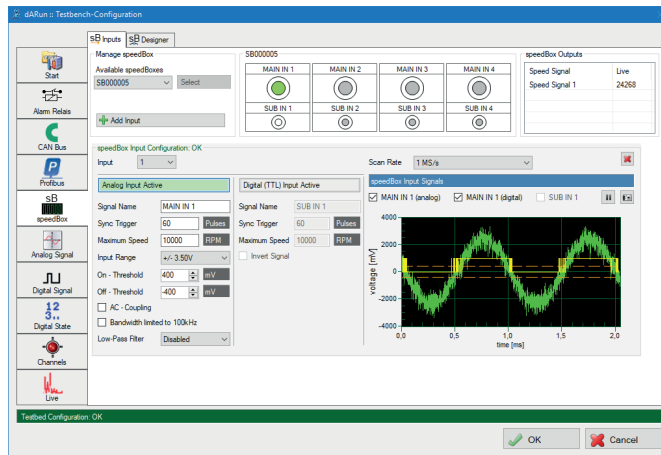 dARun :: Testbench-Configuration
Start
Alarm Relais
CAN Bus
Profibus
sB
speedBox
Analog Signal
Digital Signal
12
3..
Digital State
Channels
Live
sB Inputs
sB Designer
Manage speedBox
Available speedBoxes
SB000005
Select
Add Input
SB000005
MAIN IN 1
MAIN IN 2
MAIN IN 3
MAIN IN 4
SUB IN 1
SUB IN 2
SUB IN 3
SUB IN 4
speedBox Outputs
Speed Signal Live
Speed Signal 1 24268
speedBox Input Configuration: OK
Input 1
Scan Rate 1 MS/s
Analog Input Active
Signal Name MAIN IN 1
Sync Trigger 60 Pulses
Maximum Speed 10000 RPM
Input Range +/- 3.50V
On - Threshold 400 mV
Off - Threshold -400 mV
AC - Coupling
Bandwidth limited to 100kHz
Low-Pass Filter Disabled
Digital (TTL) Input Active
Signal Name SUB IN 1
Sync Trigger 60 Pulses
Maximum Speed 10000 RPM
Invert Signal
speedBox Input Signals
MAIN IN 1 (analog)
MAIN IN 1 (digital)
SUB IN 1
voltage [mV]
4000
2000
0
-2000
-4000
0,0 0,5 1,0 1,5 2,0
time [ms]
Testbed Configuration: OK
OK
Cancel